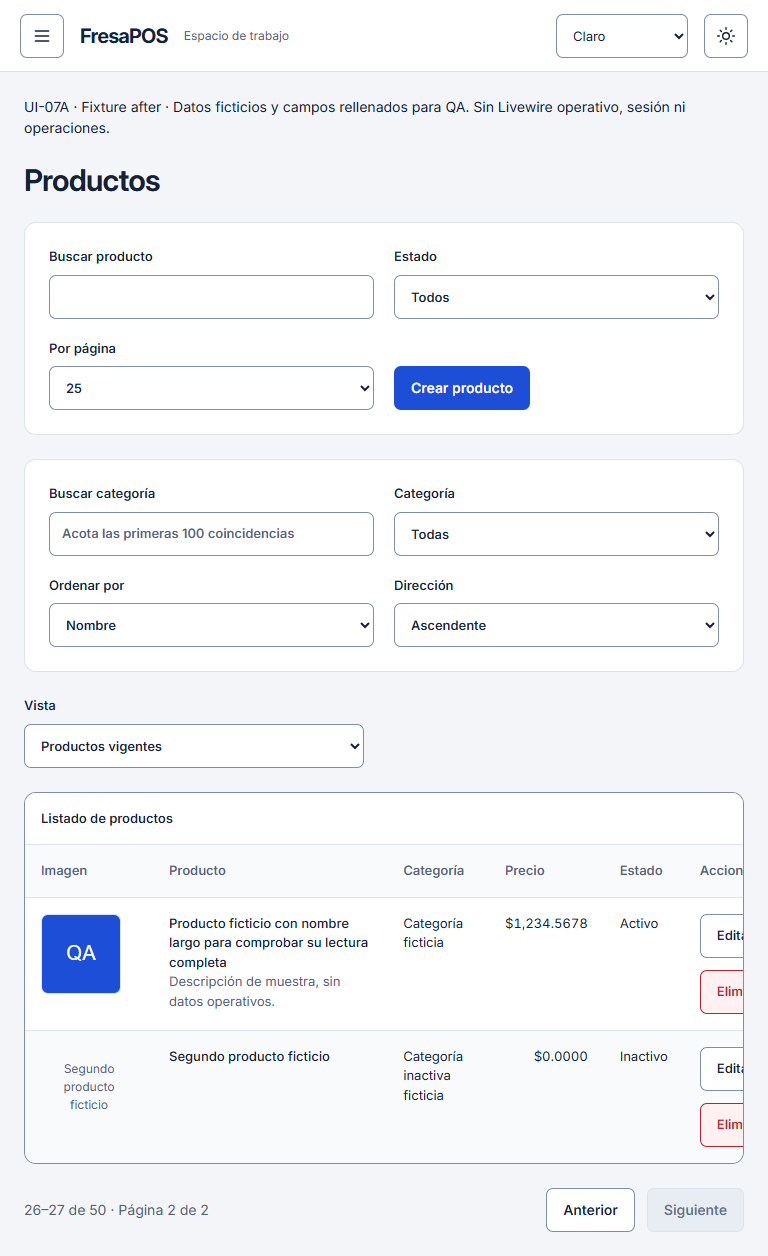 FresaPOS Espacio de trabajo Claro
UI-07A · Fixture after · Datos ficticios y campos rellenados para QA. Sin Livewire operativo, sesión ni
operaciones.
Productos
Buscar producto Estado
Todos
Por página
25 Crear producto
Buscar categoría Categoría
Acota las primeras 100 coincidencias Todas
Ordenar por Dirección
Nombre Ascendente
Vista
Productos vigentes
Listado de productos
Imagen Producto Categoría Precio Estado Accion
QA
Producto ficticio con nombre
largo para comprobar su lectura
completa
Descripción de muestra, sin
datos operativos.
Categoría
ficticia
$1,234.5678
Activo
Edita
Elim
Segundo
producto
ficticio
Segundo producto ficticio
Categoría
inactiva
ficticia
$0.0000
Inactivo
Edita
Elim
26–27 de 50 · Página 2 de 2 Anterior Siguiente